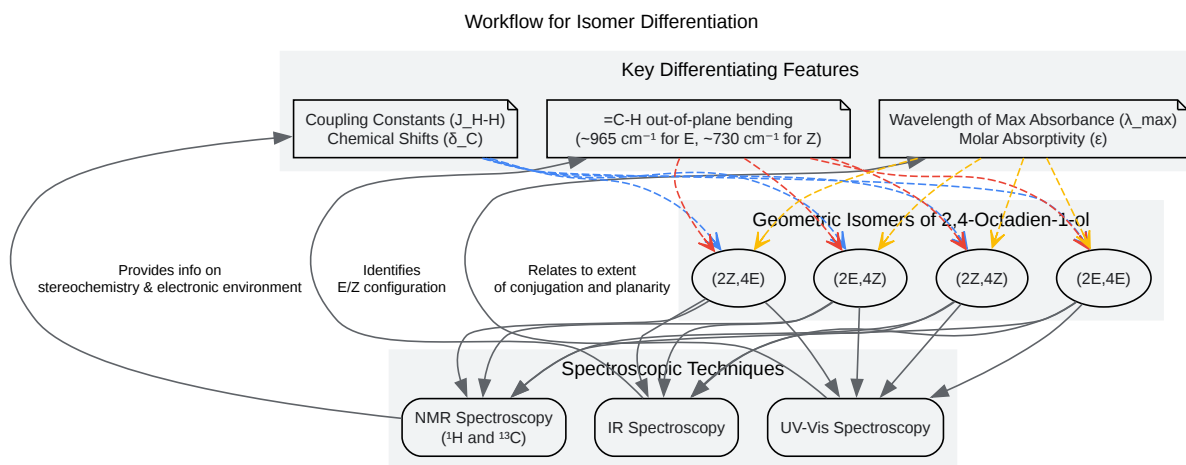 Workflow for Isomer Differentiation
Key Differentiating Features
Coupling Constants (J_H-H)
Chemical Shifts (δ_C)
=C-H out-of-plane bending
(~965 cm⁻¹ for E, ~730 cm⁻¹ for Z)
Wavelength of Max Absorbance (λ_max)
Molar Absorptivity (ε)
Geometric Isomers of 2,4-Octadien-1-ol
(2Z,4E)
(2E,4Z)
(2Z,4Z)
(2E,4E)
Provides info on
stereochemistry & electronic environment
Identifies
E/Z configuration
Relates to extent
of conjugation and planarity
Spectroscopic Techniques
NMR Spectroscopy
(¹H and ¹³C)
IR Spectroscopy
UV-Vis Spectroscopy